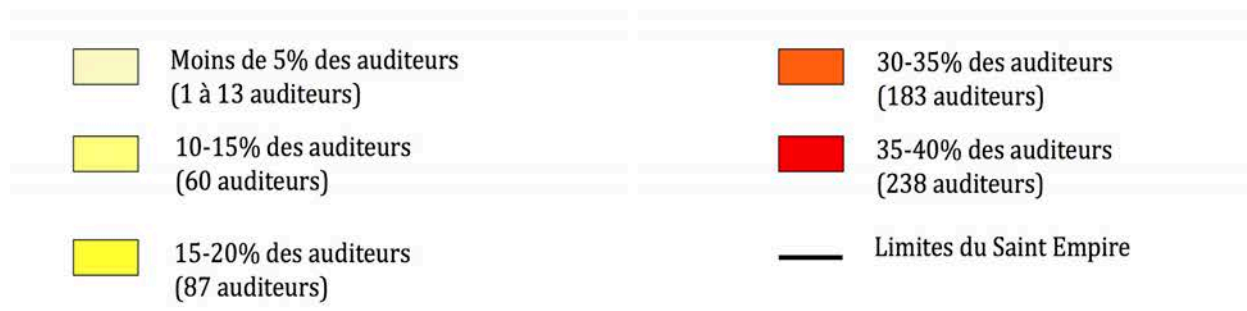 Moins de 5% des auditeurs
(1 à 13 auditeurs)
10-15% des auditeurs
(60 auditeurs)
15-20% des auditeurs
(87 auditeurs)
30-35% des auditeurs
(183 auditeurs)
35-40% des auditeurs
(238 auditeurs)
Limites du Saint Empire